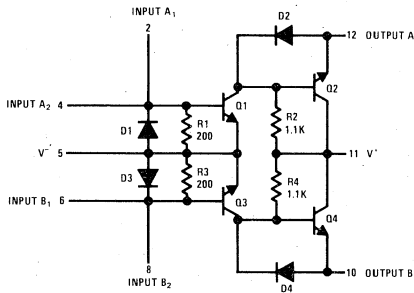 INPUT A1
2
D2
12 OUTPUT A
Q2
INPUT A2 4
Q1
D1
R1
200
R2
1.1K
V- 5
11 V+
D3
R3
200
R4
1.1K
INPUT B1 6
Q3
Q4
8
INPUT B2
D4
10 OUTPUT B